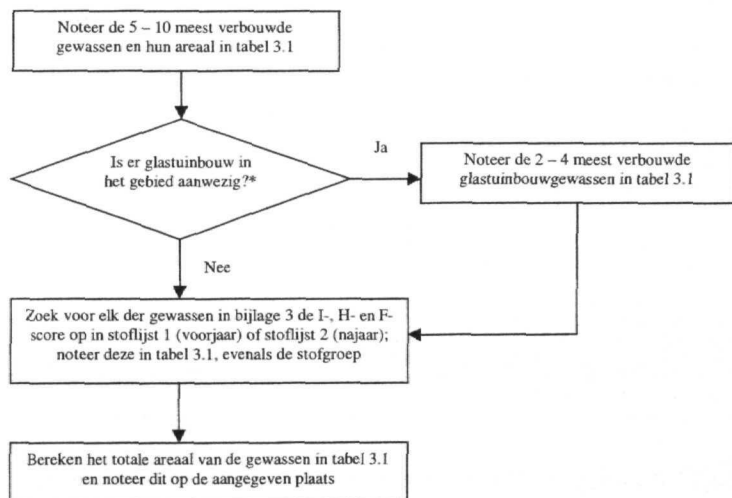 Noteer de 5 – 10 meest verbouwde
gewassen en hun areaal in tabel 3.1
Is er glastuinbouw in
het gebied aanwezig?*
Ja
Noteer de 2 – 4 meest verbouwde
glastuinbouwgewassen in tabel 3.1
Nee
Zoek voor elk der gewassen in bijlage 3 de I-, H- en F-
score op in stoflijst 1 (voorjaar) of stoflijst 2 (najaar);
noteer deze in tabel 3.1, evenals de stofgroep
Bereken het totale areaal van de gewassen in tabel 3.1
en noteer dit op de aangegeven plaats